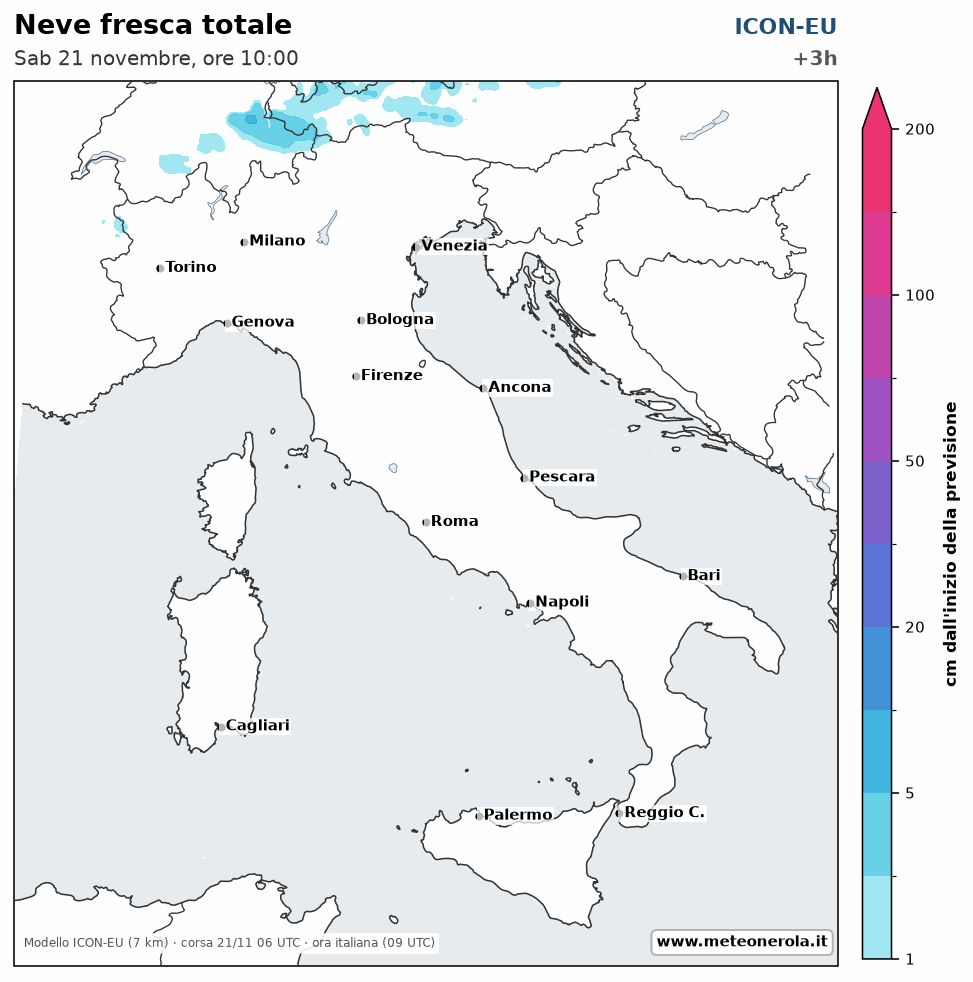 Neve fresca totale
ICON-EU
Sab 21 novembre, ore 10:00
+3h
200
100
50
20
5
1
cm dall'inizio della previsione
Milano
Venezia
Torino
Genova
Bologna
Firenze
Ancona
Pescara
Roma
Bari
Napoli
Cagliari
Palermo
Reggio C.
Modello ICON-EU (7 km) · corsa 21/11 06 UTC · ora italiana (09 UTC)
www.meteonerola.it